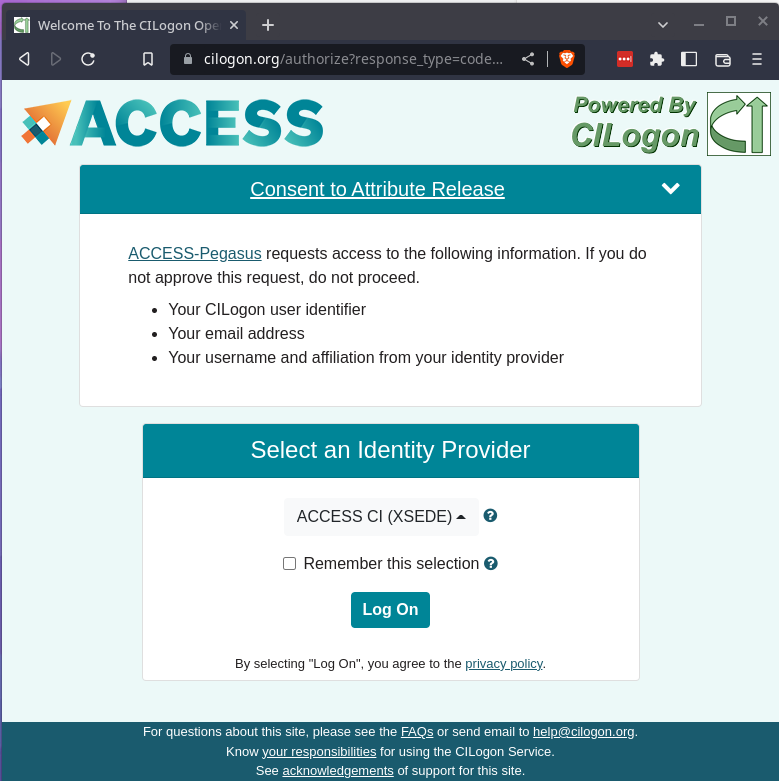 Welcome To The CILogon Ope
cilogon.org/authorize?response_type=code...
ACCESS
Powered By
CILogon
Consent to Attribute Release
ACCESS-Pegasus requests access to the following information. If you do
not approve this request, do not proceed.
• Your CILogon user identifier
• Your email address
• Your username and affiliation from your identity provider
Select an Identity Provider
ACCESS CI (XSEDE)
Remember this selection
Log On
By selecting "Log On", you agree to the privacy policy.
For questions about this site, please see the FAQs or send email to help@cilogon.org.
Know your responsibilities for using the CILogon Service.
See acknowledgements of support for this site.